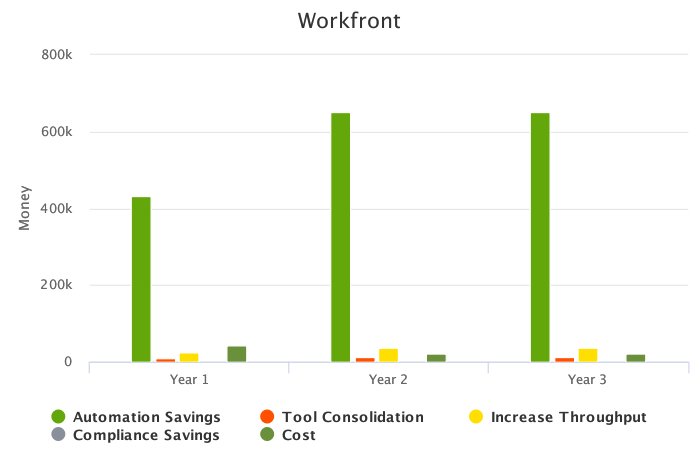 Workfront
800k
600k
400k
200k
0
Money
Year 1 Year 2 Year 3
Automation Savings Tool Consolidation Increase Throughput
Compliance Savings Cost